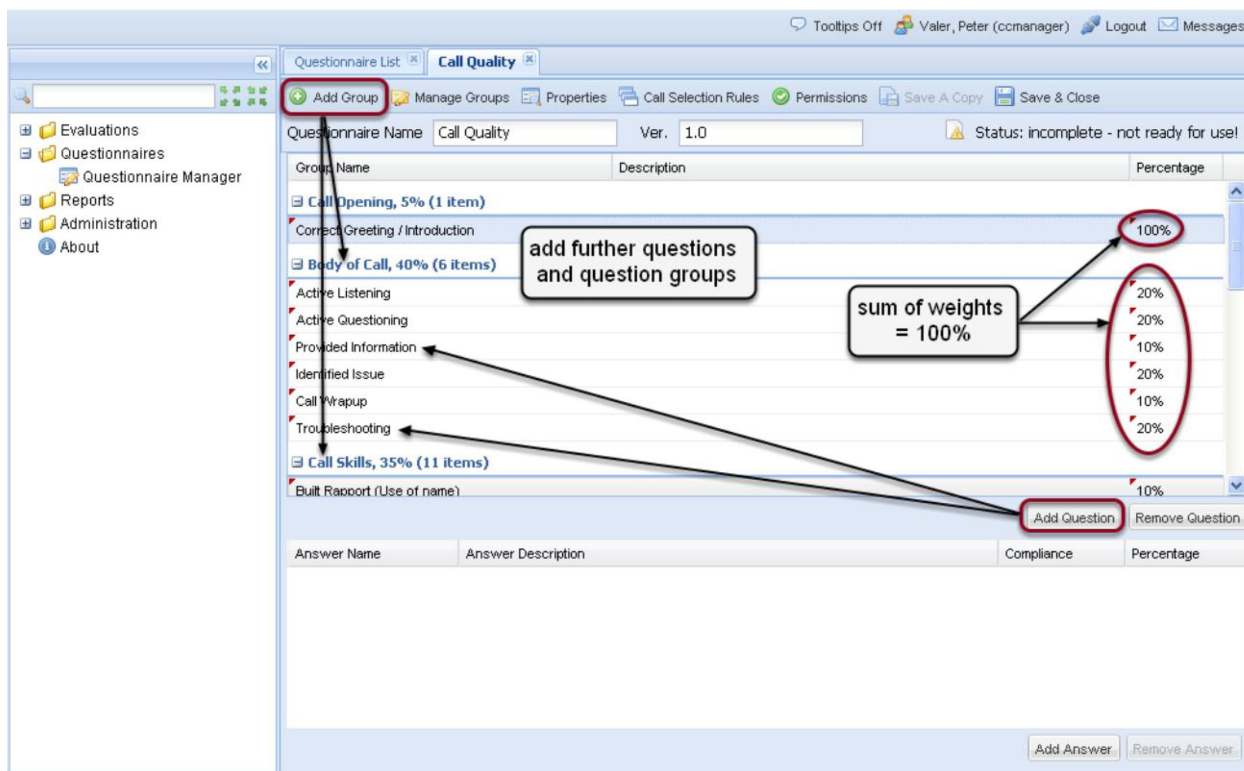 Tooltips Off Valer, Peter (ccmanager) Logout Messages
Questionnaire List Call Quality
Add Group Manage Groups Properties Call Selection Rules Permissions Save A Copy Save & Close
Evaluations
Questionnaires
Questionnaire Manager
Reports
Administration
About
Questionnaire Name Call Quality Ver. 1.0 Status: incomplete - not ready for use!
Group Name Description Percentage
Call Opening, 5% (1 item)
Correct Greeting / Introduction 100%
add further questions
and question groups
Body of Call, 40% (6 items)
Active Listening 20%
sum of weights
= 100%
Active Questioning 20%
Provided Information 10%
Identified Issue 20%
Call Wrapup 10%
Troubleshooting 20%
Call Skills, 35% (11 items)
Built Rapport (Use of name) 10%
Add Question Remove Question
Answer Name Answer Description Compliance Percentage
Add Answer Remove Answer